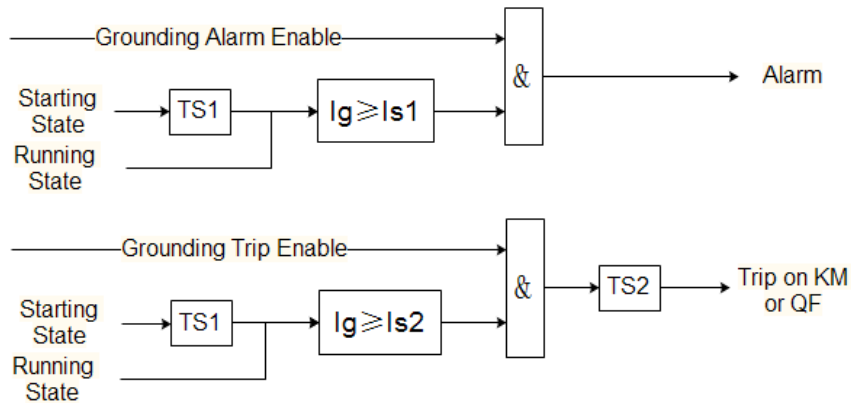 Grounding Alarm Enable
Starting
State
TS1
Ig≥Is1
&
Alarm
Running
State
Grounding Trip Enable
Starting
State
TS1
Ig≥Is2
&
TS2
Trip on KM
or QF
Running
State